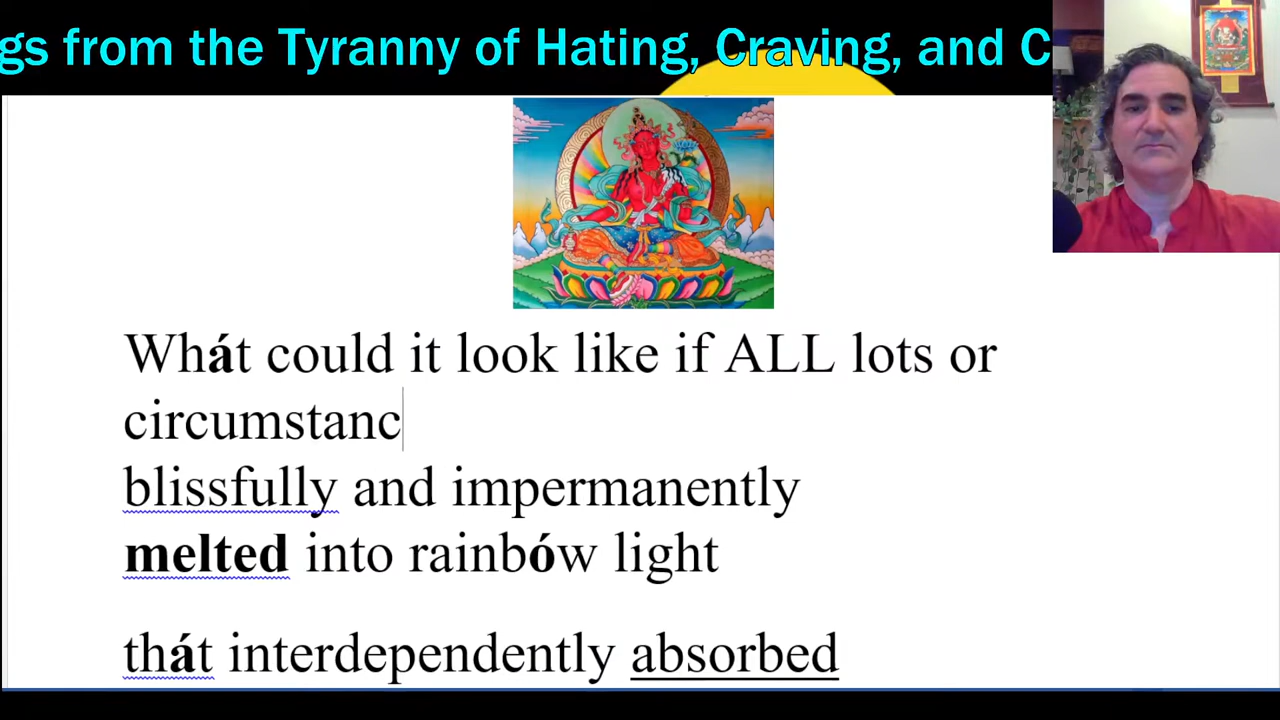 gs from the Tyranny of Hating, Craving, and C
Whát could it look like if ALL lots or
circumstanc
blissfully and impermanently
melted into rainbów light
thát interdependently absorbed